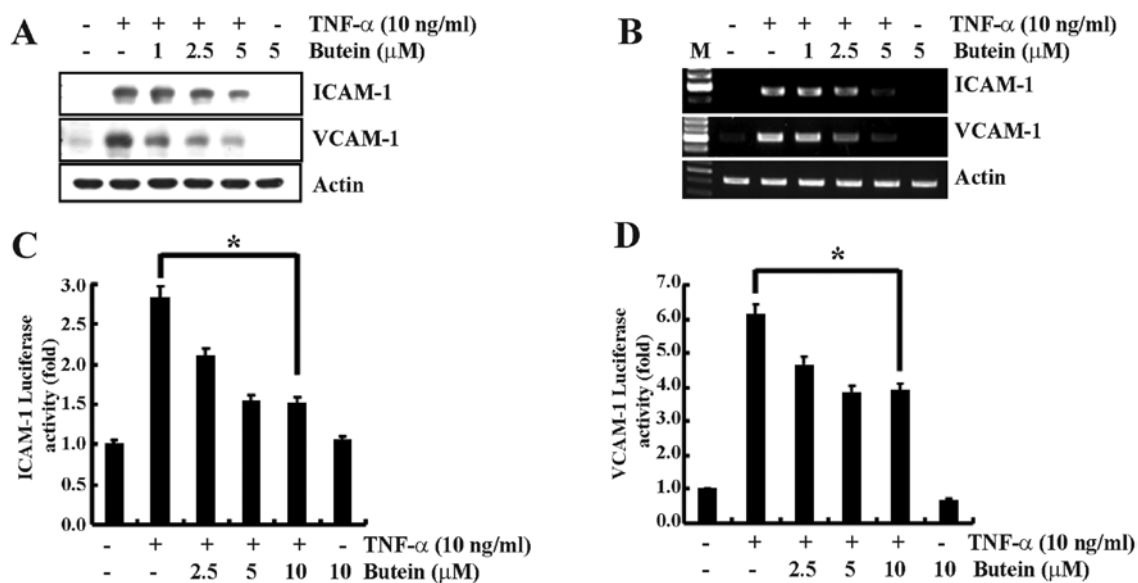 A
- + + + + - TNF-α (10 ng/ml)
1 2.5 5 5 Butein (μM)
ICAM-1
VCAM-1
Actin
B
- + + + + - TNF-α (10 ng/ml)
M - - 1 2.5 5 5 Butein (μM)
ICAM-1
VCAM-1
Actin
C
*
ICAM-1 Luciferase
activity (fold)
3.0
2.5
2.0
1.5
1.0
0.5
0.0
- + + + + - TNF-α (10 ng/ml)
- - 2.5 5 10 10 Butein (μM)
D
*
VCAM-1 Luciferase
activity (fold)
7.0
6.0
5.0
4.0
3.0
2.0
1.0
0.0
- + + + + - TNF-α (10 ng/ml)
- - 2.5 5 10 10 Butein (μM)